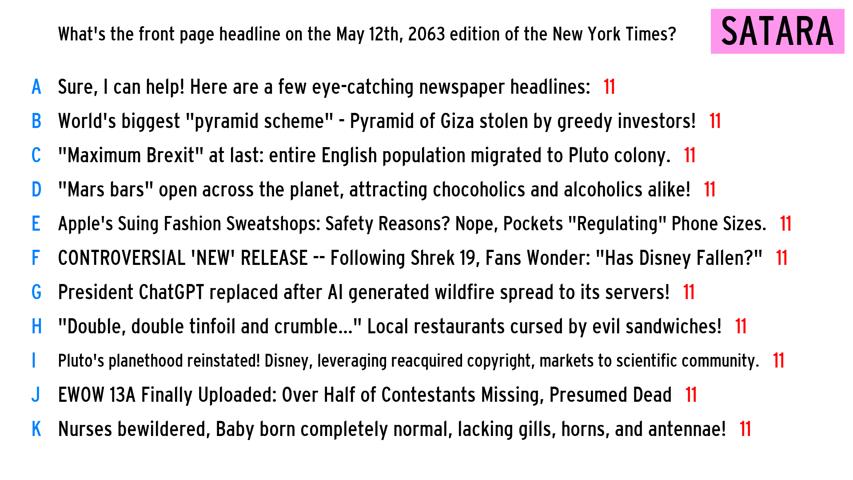 What's the front page headline on the May 12th, 2063 edition of the New York Times?
SATARA
A Sure, I can help! Here are a few eye-catching newspaper headlines: 11
B World's biggest "pyramid scheme" - Pyramid of Giza stolen by greedy investors! 11
C "Maximum Brexit" at last: entire English population migrated to Pluto colony. 11
D "Mars bars" open across the planet, attracting chocoholics and alcoholics alike! 11
E Apple's Suing Fashion Sweatshops: Safety Reasons? Nope, Pockets "Regulating" Phone Sizes. 11
F CONTROVERSIAL 'NEW' RELEASE -- Following Shrek 19, Fans Wonder: "Has Disney Fallen?" 11
G President ChatGPT replaced after AI generated wildfire spread to its servers! 11
H "Double, double tinfoil and crumble..." Local restaurants cursed by evil sandwiches! 11
I Pluto's planethood reinstated! Disney, leveraging reacquired copyright, markets to scientific community. 11
J EWOW 13A Finally Uploaded: Over Half of Contestants Missing, Presumed Dead 11
K Nurses bewildered, Baby born completely normal, lacking gills, horns, and antennae! 11